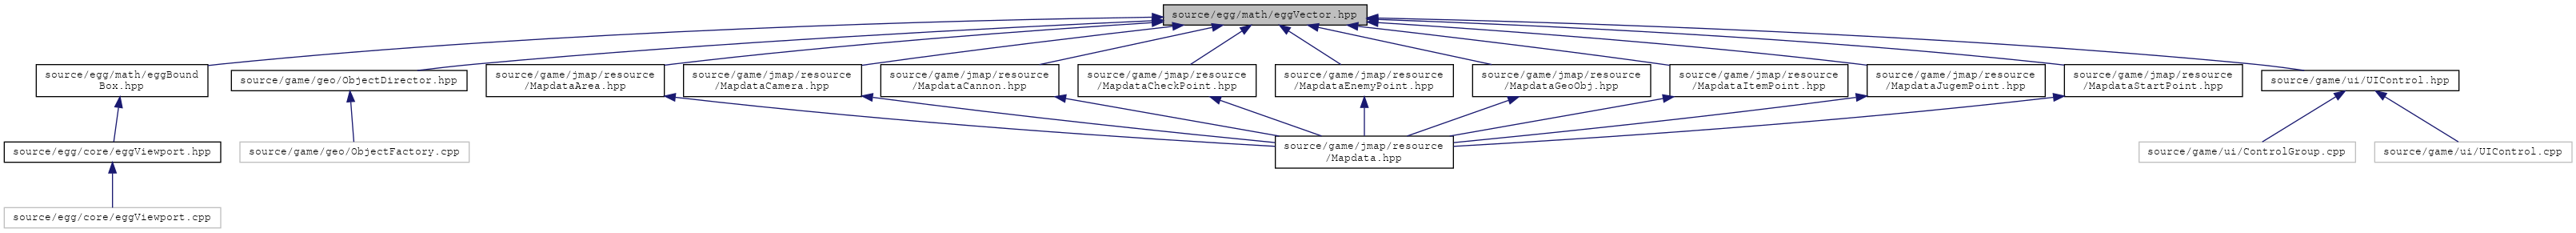 source/egg/math/eggVector.hpp
source/egg/math/eggBound
Box.hpp
source/game/geo/ObjectDirector.hpp
source/game/jmap/resource
/MapdataArea.hpp
source/game/jmap/resource
/MapdataCamera.hpp
source/game/jmap/resource
/MapdataCannon.hpp
source/game/jmap/resource
/MapdataCheckPoint.hpp
source/game/jmap/resource
/MapdataEnemyPoint.hpp
source/game/jmap/resource
/MapdataGeoObj.hpp
source/game/jmap/resource
/MapdataItemPoint.hpp
source/game/jmap/resource
/MapdataJugemPoint.hpp
source/game/jmap/resource
/MapdataStartPoint.hpp
source/game/ui/UIControl.hpp
source/egg/core/eggViewport.hpp
source/game/geo/ObjectFactory.cpp
source/game/jmap/resource
/Mapdata.hpp
source/game/ui/ControlGroup.cpp
source/game/ui/UIControl.cpp
source/egg/core/eggViewport.cpp